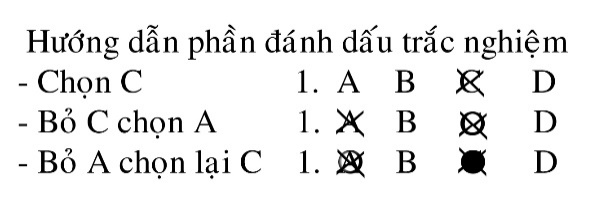 Hướng dẫn phần đánh dấu trắc nghiệm
- Chọn C 1. A B C D
- Bỏ C chọn A 1. A B C D
- Bỏ A chọn lại C 1. A B D